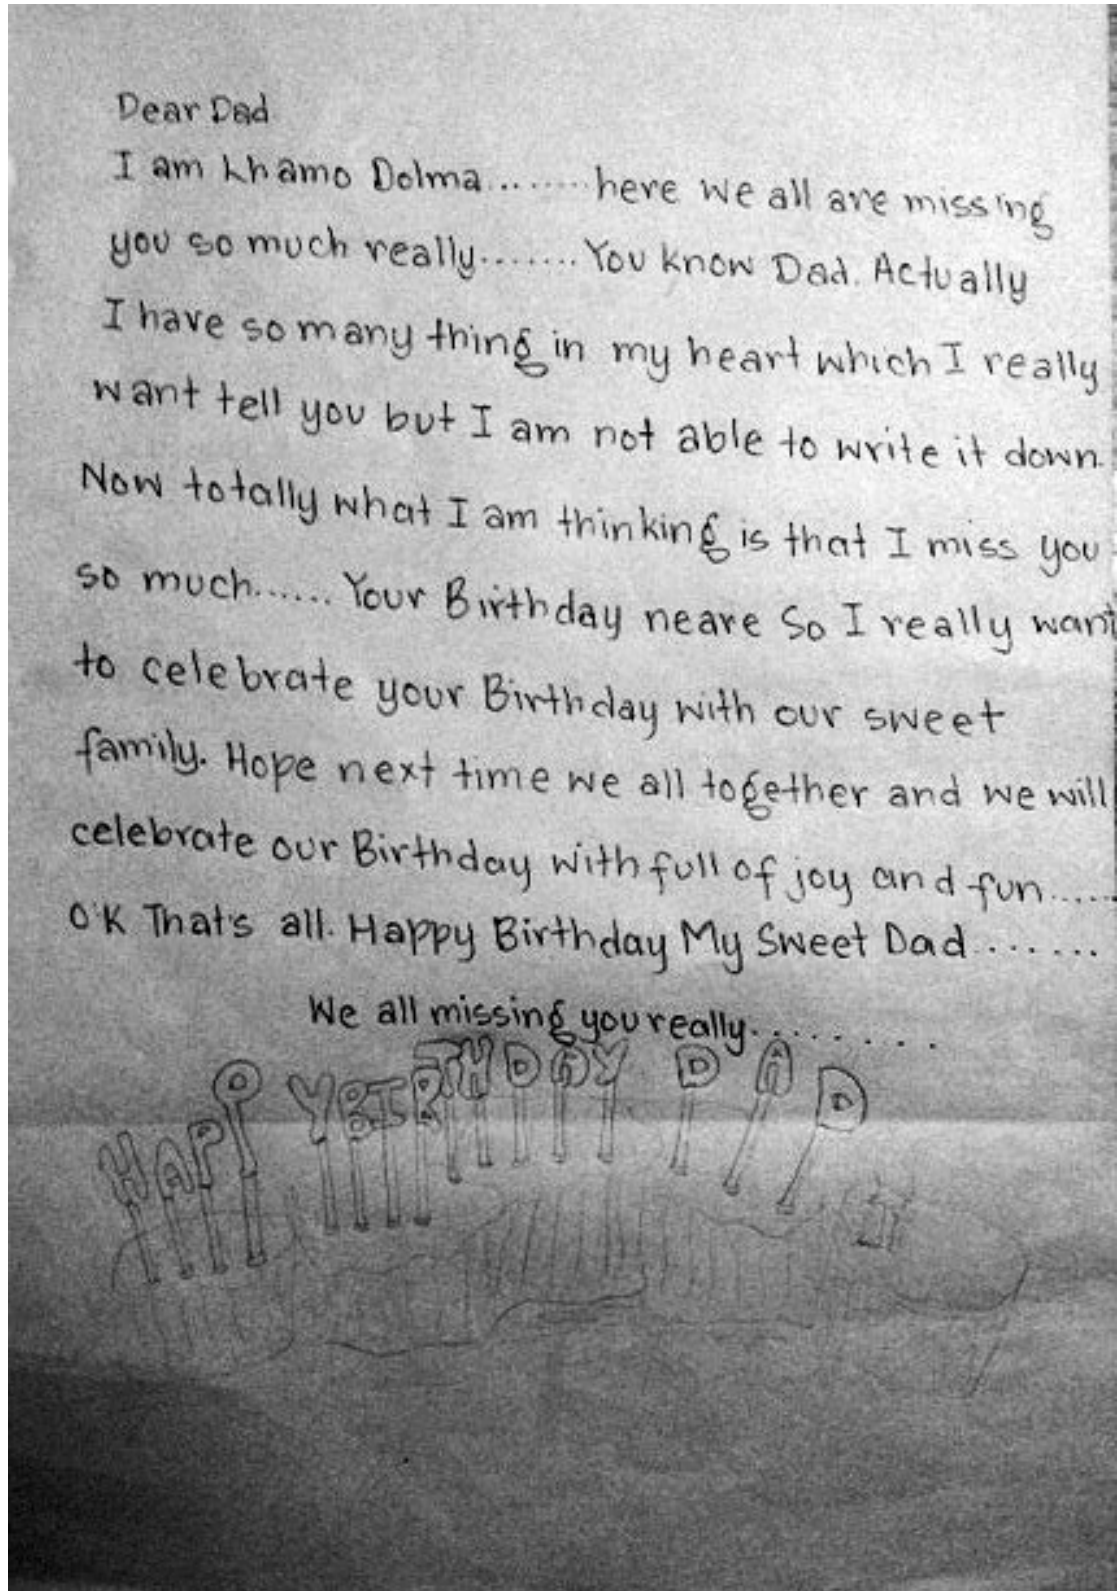 Dear Dad
I am Lhamo Dolma........ here we all are missing
you so much really....... You know Dad. Actually
I have so many thing in my heart which I really
want tell you but I am not able to write it down.
Now totally what I am thinking is that I miss you
so much...... Your Birthday neare So I really want
to celebrate your Birthday with our sweet
family. Hope next time we all together and we will
celebrate our Birthday with full of joy and fun.....
O'K That's all. Happy Birthday My Sweet Dad.......
We all missing you really........
HAPPY BIRTHDAY DAD